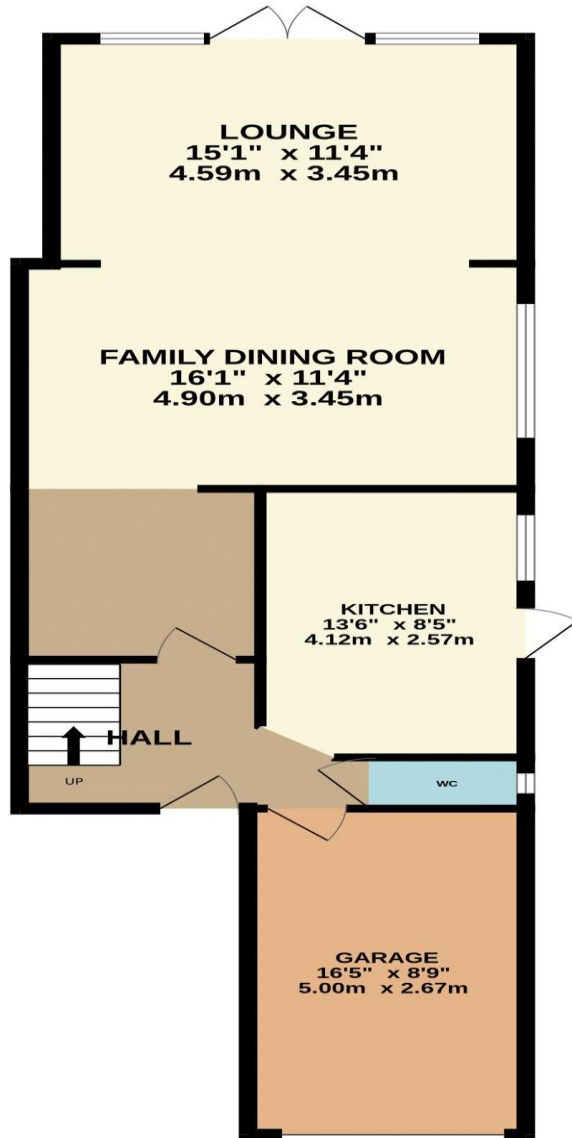 LOUNGE
15'1" x 11'4"
4.59m x 3.45m
FAMILY DINING ROOM
16'1" x 11'4"
4.90m x 3.45m
KITCHEN
13'6" x 8'5"
4.12m x 2.57m
HALL
UP
WC
GARAGE
16'5" x 8'9"
5.00m x 2.67m